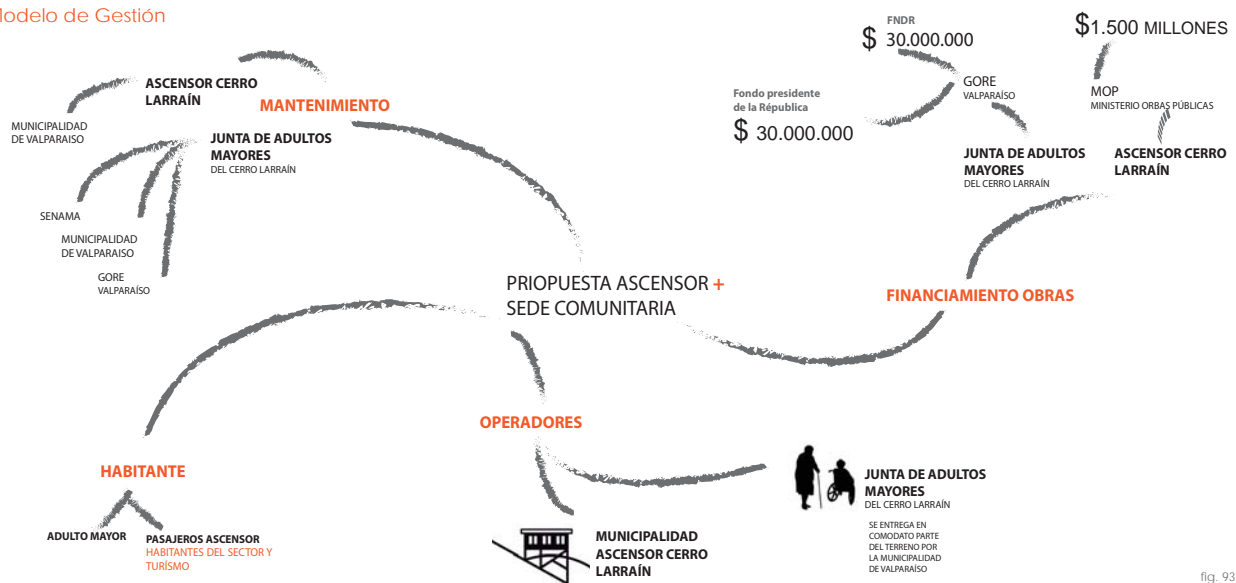 Modelo de Gestión
ASCENSOR CERRO
LARRAÍN
MANTENIMIENTO
MUNICIPALIDAD
DE VALPARAISO
JUNTA DE ADULTOS
MAYORES
DEL CERRO LARRAÍN
SENAMA
MUNICIPALIDAD
DE VALPARAISO
GORE
VALPARAÍSO
FNDR
$ 30.000.000
Fondo presidente
de la Répública
$ 30.000.000
GORE
VALPARAÍSO
$1.500 MILLONES
MOP
MINISTERIO ORBAS PÚBLICAS
JUNTA DE ADULTOS
MAYORES
DEL CERRO LARRAÍN
ASCENSOR CERRO
LARRAÍN
PRIOPUESTA ASCENSOR +
SEDE COMUNITARIA
FINANCIAMIENTO OBRAS
OPERADORES
HABITANTE
ADULTO MAYOR
PASAJEROS ASCENSOR
HABITANTES DEL SECTOR Y
TURÍSMO
MUNICIPALIDAD
ASCENSOR CERRO
LARRAÍN
JUNTA DE ADULTOS
MAYORES
DEL CERRO LARRAÍN
SE ENTREGA EN
COMODATO PARTE
DEL TERRENO POR
LA MUNICIPALIDAD
DE VALPARAISO
fig. 93